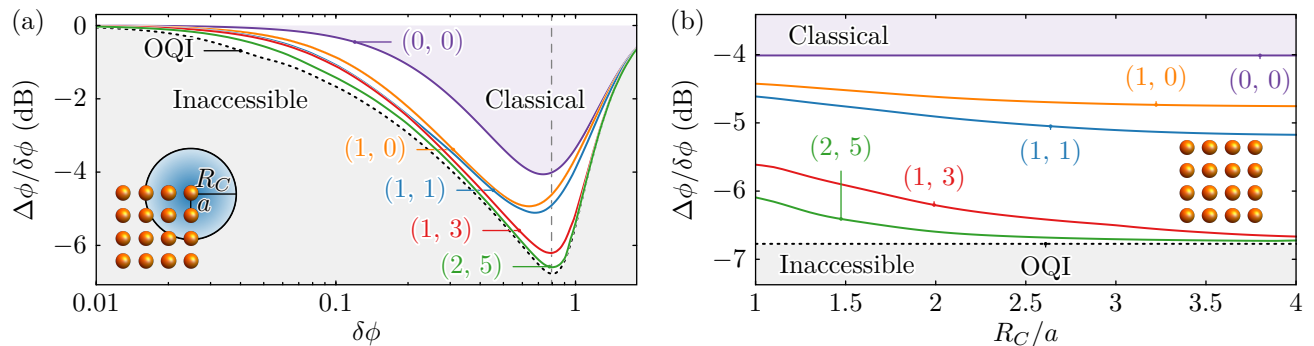 (a)
0
−2
−4
−6
Δϕ/δϕ (dB)
OQI
(0, 0)
Inaccessible
Classical
(1, 0)
(1, 1)
(1, 3)
(2, 5)
R_C
a
0.01
0.1
1
δϕ
(b)
−4
−5
−6
−7
Δϕ/δϕ (dB)
Classical
(1, 0)
(0, 0)
(2, 5)
(1, 1)
(1, 3)
Inaccessible
OQI
1
1.5
2
2.5
3
3.5
4
R_C/a